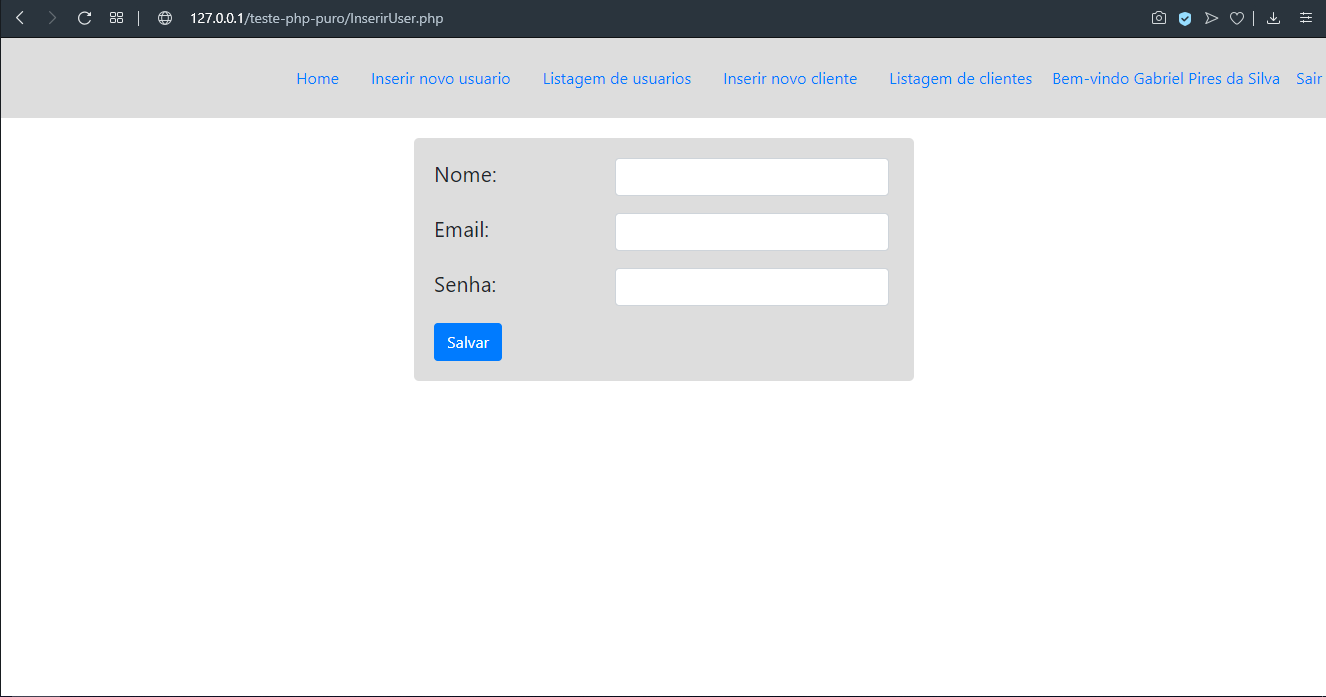 127.0.0.1/teste-php-puro/InserirUser.php
Home Inserir novo usuario Listagem de usuarios Inserir novo cliente Listagem de clientes Bem-vindo Gabriel Pires da Silva Sair
Nome:
Email:
Senha:
Salvar